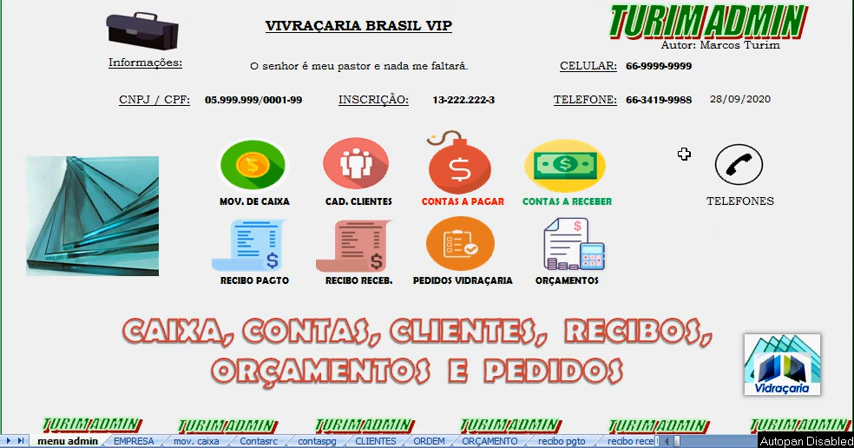 VIVRAÇARIA BRASIL VIP
TURIM ADMIN
Autor: Marcos Turim
Informações:
O senhor é meu pastor e nada me faltará.
CELULAR: 66-9999-9999
CNPJ / CPF: 05.999.999/0001-99 INSCRIÇÃO: 13-222.222-3 TELEFONE: 66-3419-9988 28/09/2020
MOV. DE CAIXA CAD. CLIENTES CONTAS A PAGAR CONTAS A RECEBER TELEFONES
RECIBO PAGTO RECIBO RECEB. PEDIDOS VIDRAÇARIA ORÇAMENTOS
CAIXA, CONTAS, CLIENTES, RECIBOS,
ORÇAMENTOS E PEDIDOS
Vidraçaria
TURIM ADMIN TURIM ADMIN TURIM ADMIN TURIM ADMIN TURIM ADMIN TURIM ADMIN
menu admin EMPRESA mov. caixa Contasrc contaspg CLIENTES ORDEM ORÇAMENTO recibo pgto recibo rece
Autopan Disabled